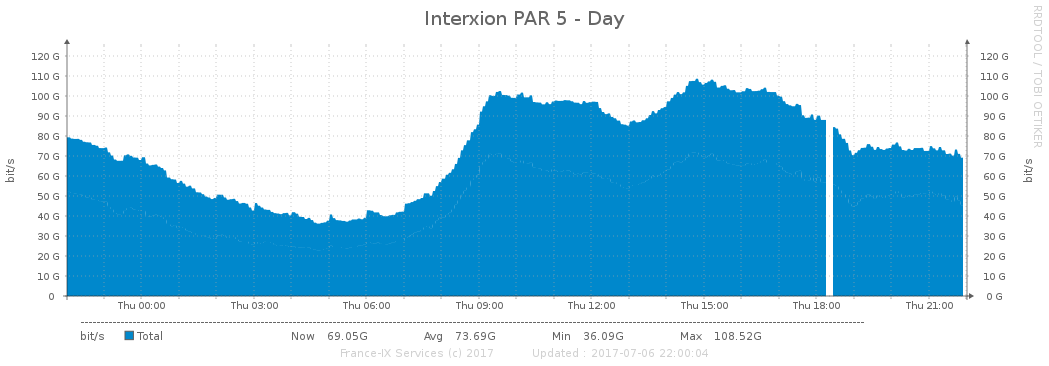 Interxion PAR 5 - Day
RRDTOOL / TOBI OETIKER
120 G 120 G
110 G 110 G
100 G 100 G
90 G 90 G
80 G 80 G
70 G 70 G
60 G 60 G
50 G 50 G
40 G 40 G
30 G 30 G
20 G 20 G
10 G 10 G
0 0 G
bit/s bit/s
Thu 00:00 Thu 03:00 Thu 06:00 Thu 09:00 Thu 12:00 Thu 15:00 Thu 18:00 Thu 21:00
bit/s Total Now 69.05G Avg 73.69G Min 36.09G Max 108.52G
France-IX Services (c) 2017 Updated : 2017-07-06 22:00:04